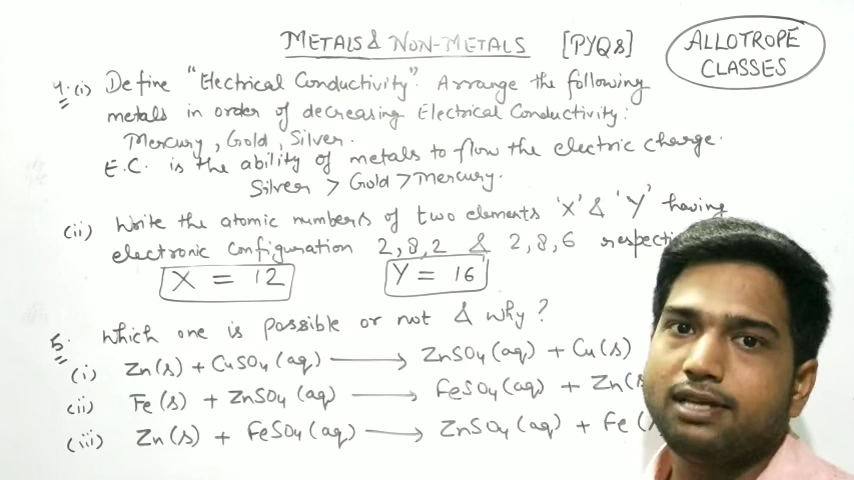 METALS & NON-METALS [PYQs]
ALLOTROPE
CLASSES
4. (i) Define "Electrical Conductivity". Arrange the following
metals in order of decreasing Electrical Conductivity:
Mercury, Gold, Silver.
E.C. is the ability of metals to flow the electric charge.
Silver > Gold > Mercury.
(ii) Write the atomic numbers of two elements 'X' & 'Y' having
electronic configuration 2,8,2 & 2,8,6
X = 12 Y = 16
5. Which one is possible or not & why?
(i) Zn(s) + CuSO4(aq) → ZnSO4(aq) + Cu(s)
(ii) Fe(s) + ZnSO4(aq) → FeSO4(aq) + Zn(s
(iii) Zn(s) + FeSO4(aq) → ZnSO4(aq) + Fe(